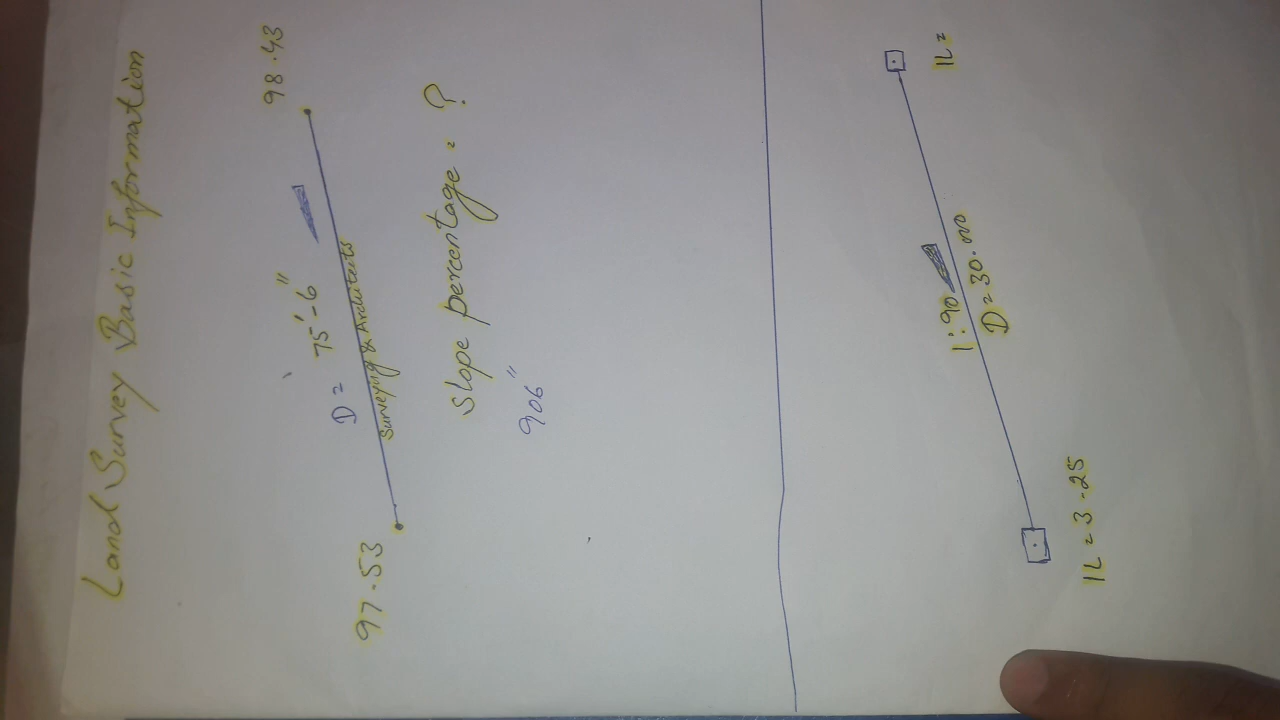 Land Survey Basic Information
98.43
D = 75'-6"
Surveying & Architects
97.53
Slope percentage = ?
906"
IL =
1:90
D = 30.000
IL = 3.25